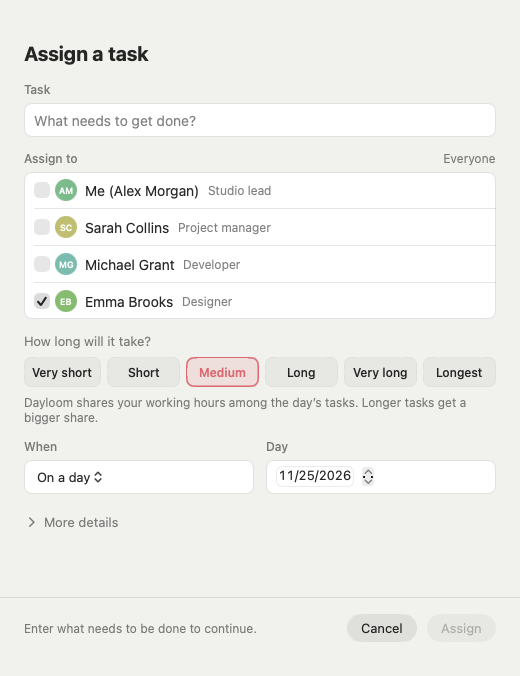 Assign a task
Task
What needs to get done?
Assign to Everyone
AM Me (Alex Morgan) Studio lead
SC Sarah Collins Project manager
MG Michael Grant Developer
EB Emma Brooks Designer
How long will it take?
Very short Short Medium Long Very long Longest
Dayloom shares your working hours among the day’s tasks. Longer tasks get a
bigger share.
When Day
On a day 11/25/2026
More details
Enter what needs to be done to continue. Cancel Assign